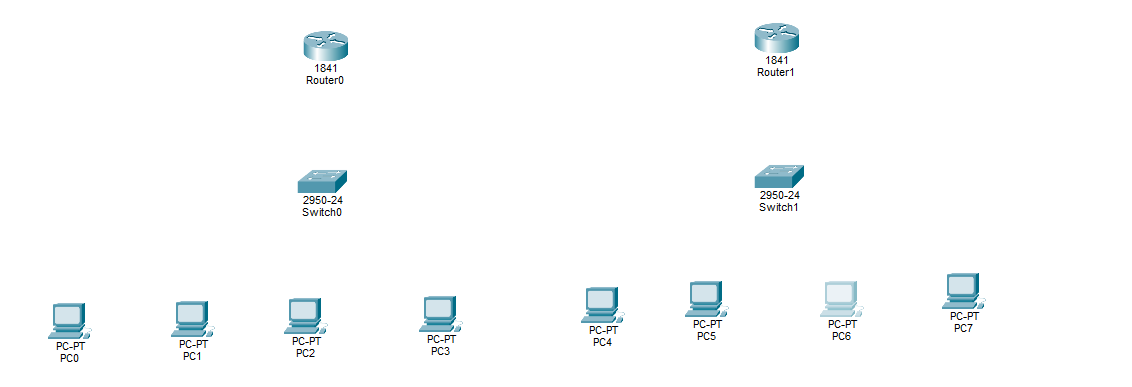 1841
Router0
1841
Router1
2950-24
Switch0
2950-24
Switch1
PC-PT
PC0
PC-PT
PC1
PC-PT
PC2
PC-PT
PC3
PC-PT
PC4
PC-PT
PC5
PC-PT
PC6
PC-PT
PC7